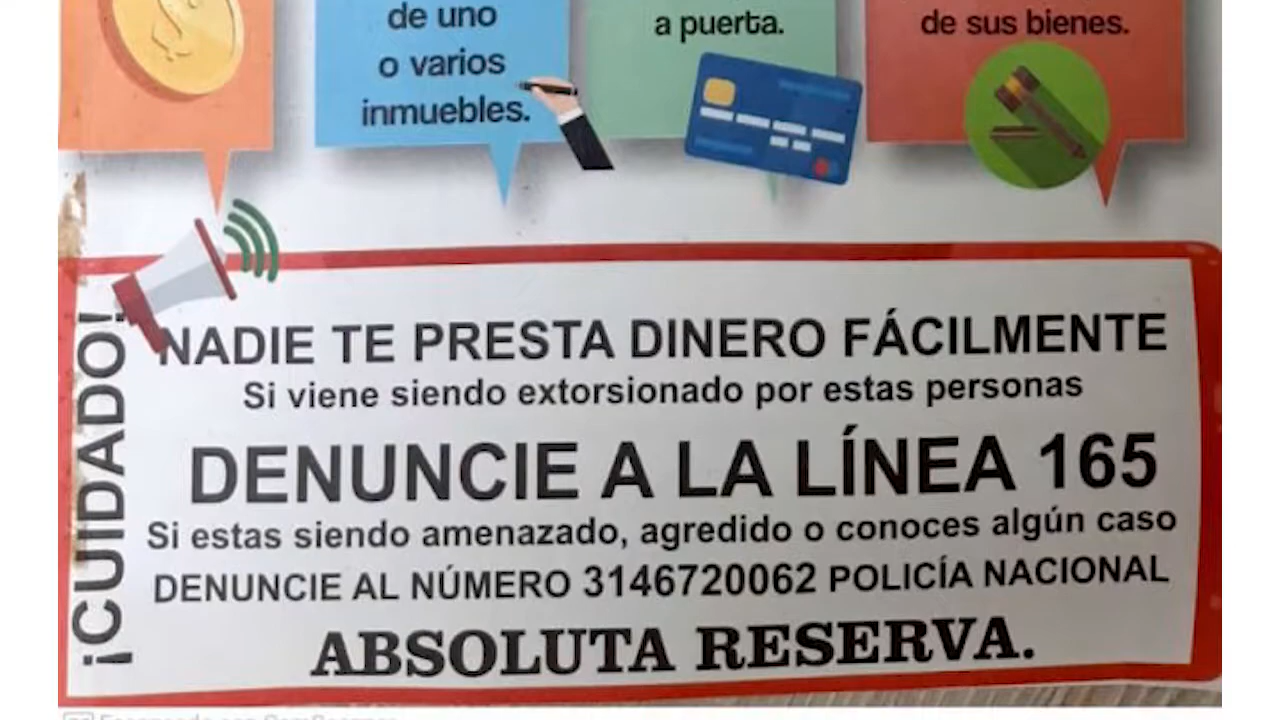 de uno
o varios
inmuebles.
a puerta.
de sus bienes.
¡CUIDADO!
NADIE TE PRESTA DINERO FÁCILMENTE
Si viene siendo extorsionado por estas personas
DENUNCIE A LA LÍNEA 165
Si estas siendo amenazado, agredido o conoces algún caso
DENUNCIE AL NÚMERO 3146720062 POLICÍA NACIONAL
ABSOLUTA RESERVA.